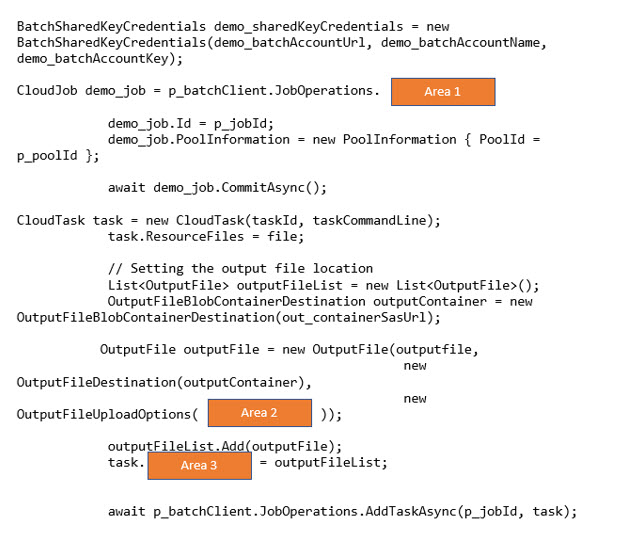 BatchSharedKeyCredentials demo_sharedKeyCredentials = new
BatchSharedKeyCredentials(demo_batchAccountUrl, demo_batchAccountName,
demo_batchAccountKey);
CloudJob demo_job = p_batchClient.JobOperations. Area 1
demo_job.Id = p_jobId;
demo_job.PoolInformation = new PoolInformation { PoolId =
p_poolId };
await demo_job.CommitAsync();
CloudTask task = new CloudTask(taskId, taskCommandLine);
task.ResourceFiles = file;
// Setting the output file location
List<OutputFile> outputFileList = new List<OutputFile>();
OutputFileBlobContainerDestination outputContainer = new
OutputFileBlobContainerDestination(out_containerSasUrl);
OutputFile outputFile = new OutputFile(outputfile,
new
OutputFileDestination(outputContainer),
new
OutputFileUploadOptions( Area 2 ));
outputFileList.Add(outputFile);
task. Area 3 = outputFileList;
await p_batchClient.JobOperations.AddTaskAsync(p_jobId, task);